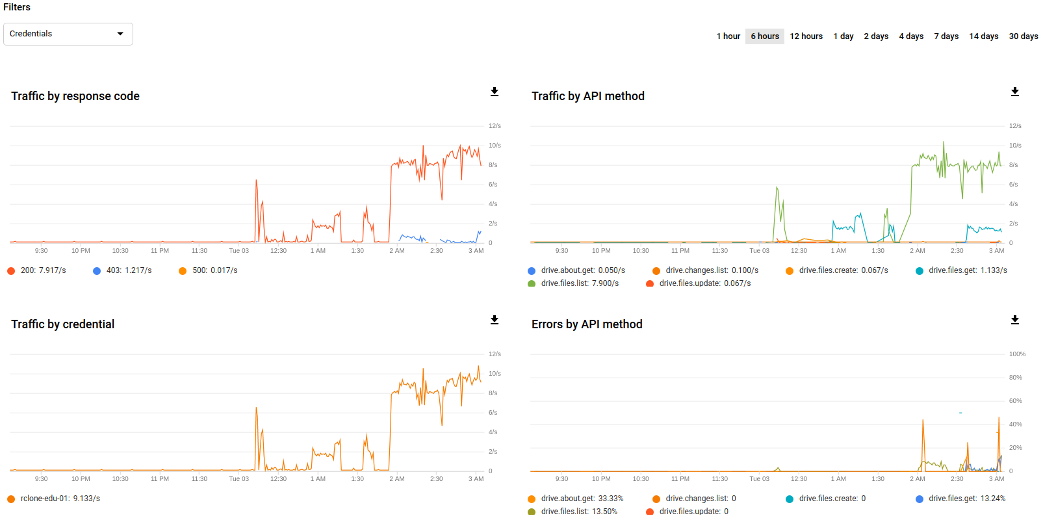 Filters
Credentials
1 hour 6 hours 12 hours 1 day 2 days 4 days 7 days 14 days 30 days
Traffic by response code
12/s
10/s
8/s
6/s
4/s
2/s
0
9:30 10 PM 10:30 11 PM 11:30 Tue 03 12:30 1 AM 1:30 2 AM 2:30 3 AM
200: 7.917/s 403: 1.217/s 500: 0.017/s
Traffic by API method
12/s
10/s
8/s
6/s
4/s
2/s
0
9:30 10 PM 10:30 11 PM 11:30 Tue 03 12:30 1 AM 1:30 2 AM 2:30 3 AM
drive.about.get: 0.050/s drive.changes.list: 0.100/s drive.files.create: 0.067/s drive.files.get: 1.133/s
drive.files.list: 7.900/s drive.files.update: 0.067/s
Traffic by credential
12/s
10/s
8/s
6/s
4/s
2/s
0
9:30 10 PM 10:30 11 PM 11:30 Tue 03 12:30 1 AM 1:30 2 AM 2:30 3 AM
rclone-edu-01: 9.133/s
Errors by API method
100%
80%
60%
40%
20%
0
9:30 10 PM 10:30 11 PM 11:30 Tue 03 12:30 1 AM 1:30 2 AM 2:30 3 AM
drive.about.get: 33.33% drive.changes.list: 0 drive.files.create: 0 drive.files.get: 13.24%
drive.files.list: 13.50% drive.files.update: 0